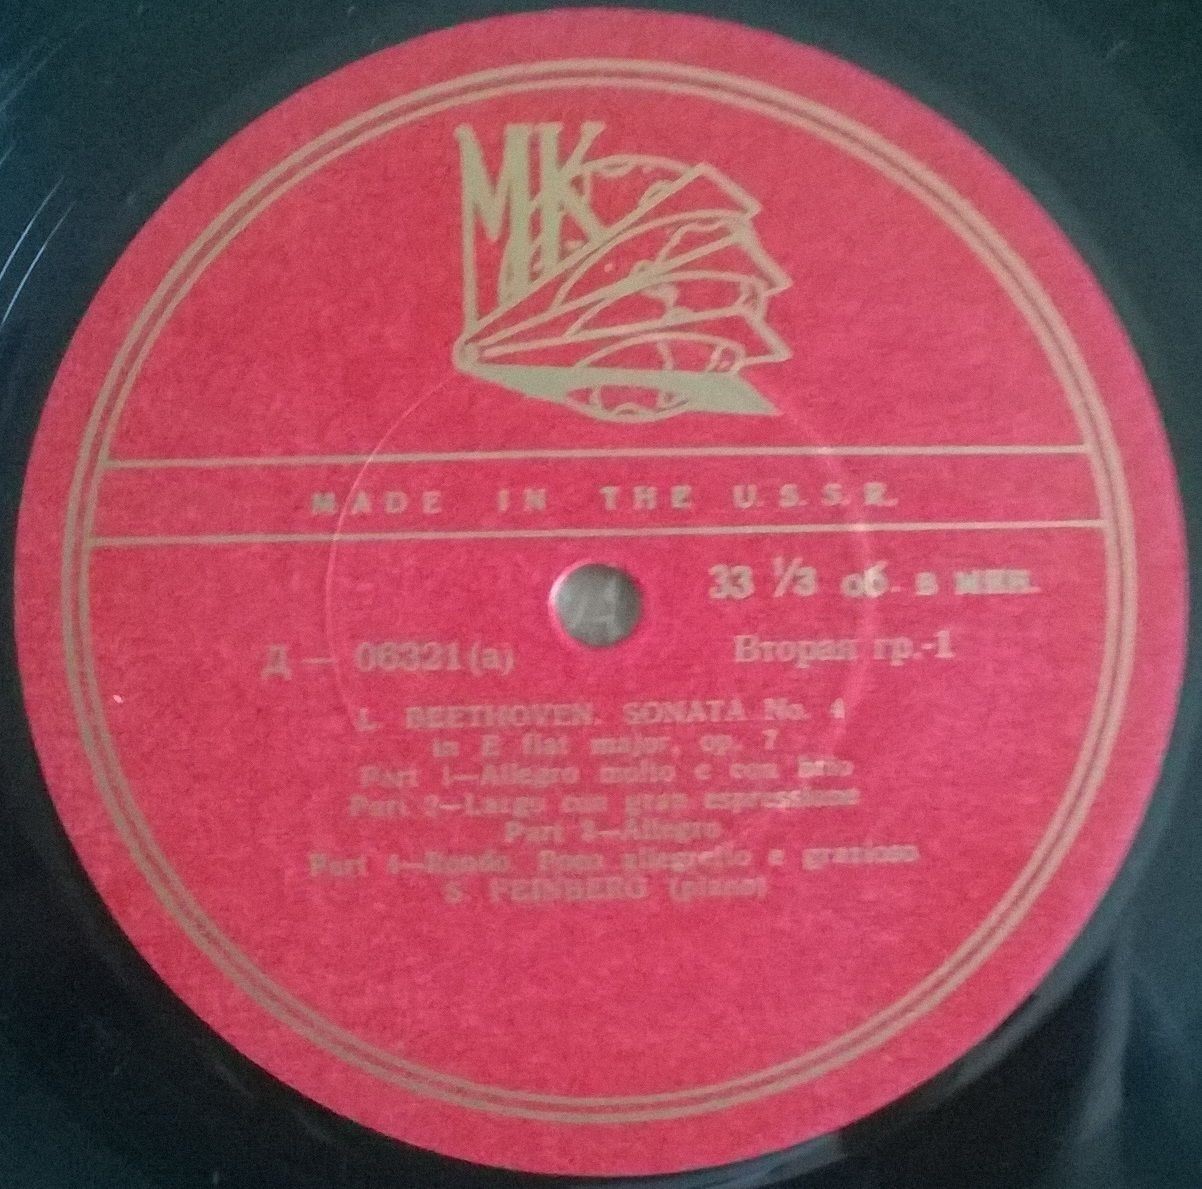 МК
MADE IN THE U.S.S.R.
33 ⅓ об. в мин.
Д — 06321 (а)
Вторая гр.-1
L. BEETHOVEN. SONATA No. 4
in E flat major, op. 7
Part 1—Allegro molto e con brio
Part 2—Largo con gran espressione
Part 3—Allegro
Part 4—Rondo. Poco allegretto e grazioso
S. FEINBERG (piano)